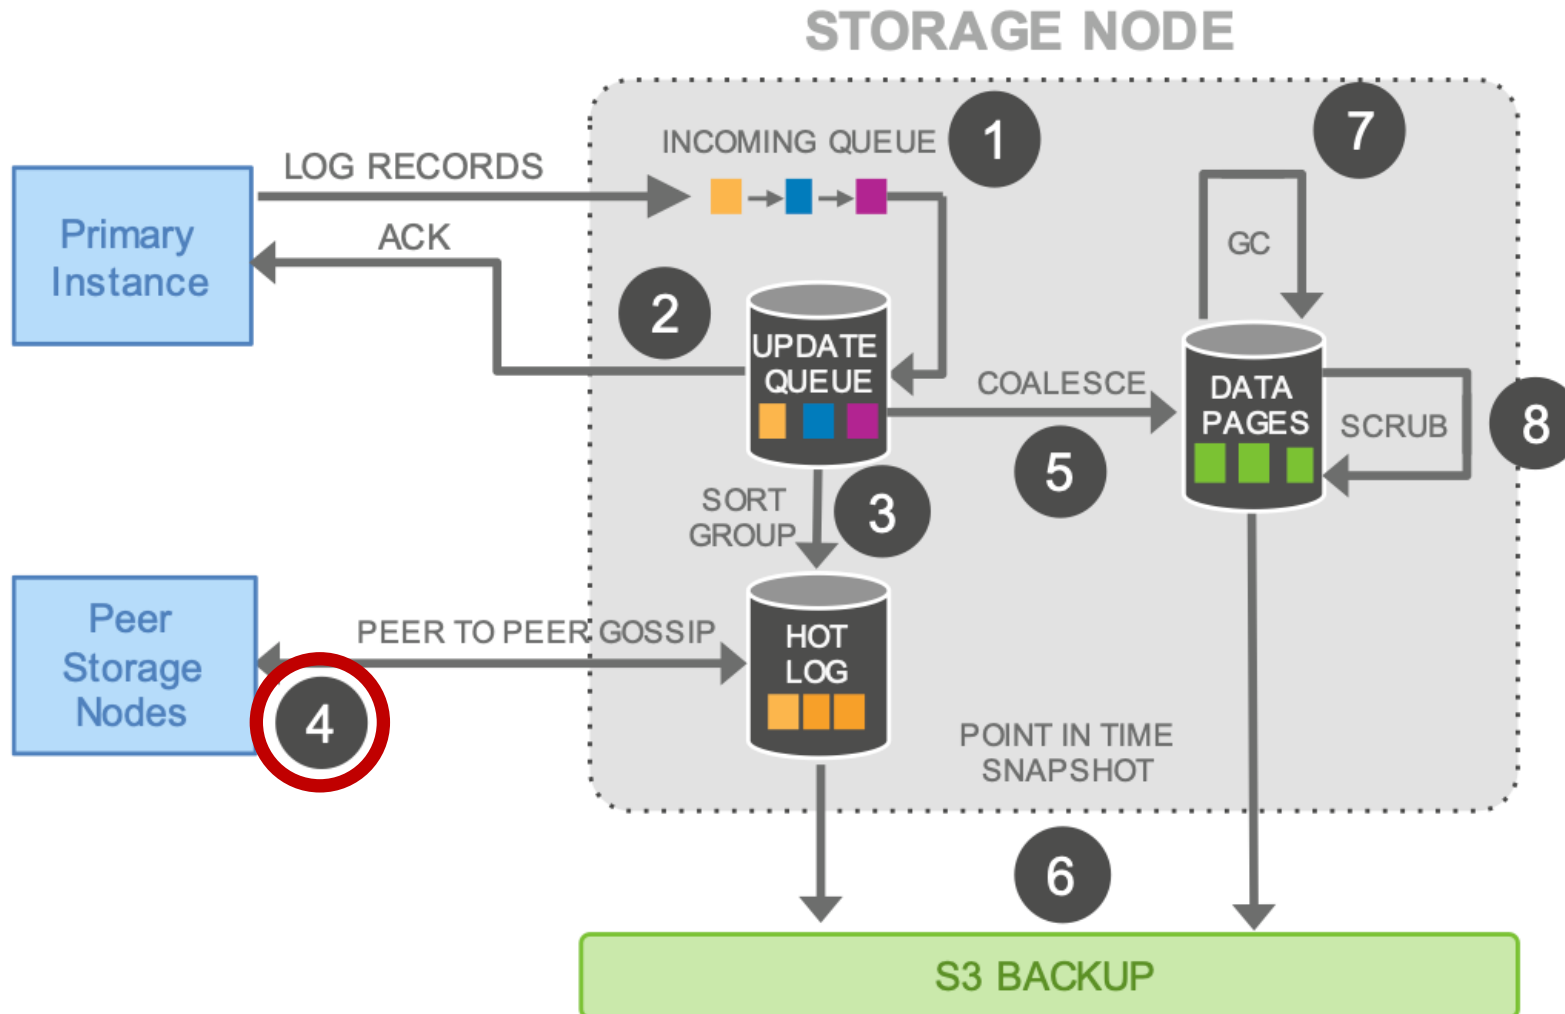 STORAGE NODE
INCOMING QUEUE
1
7
LOG RECORDS
Primary
Instance
ACK
GC
2
UPDATE
QUEUE
COALESCE
DATA
PAGES
SCRUB
8
5
SORT
GROUP
3
Peer
Storage
Nodes
PEER TO PEER GOSSIP
HOT
LOG
4
POINT IN TIME
SNAPSHOT
6
S3 BACKUP